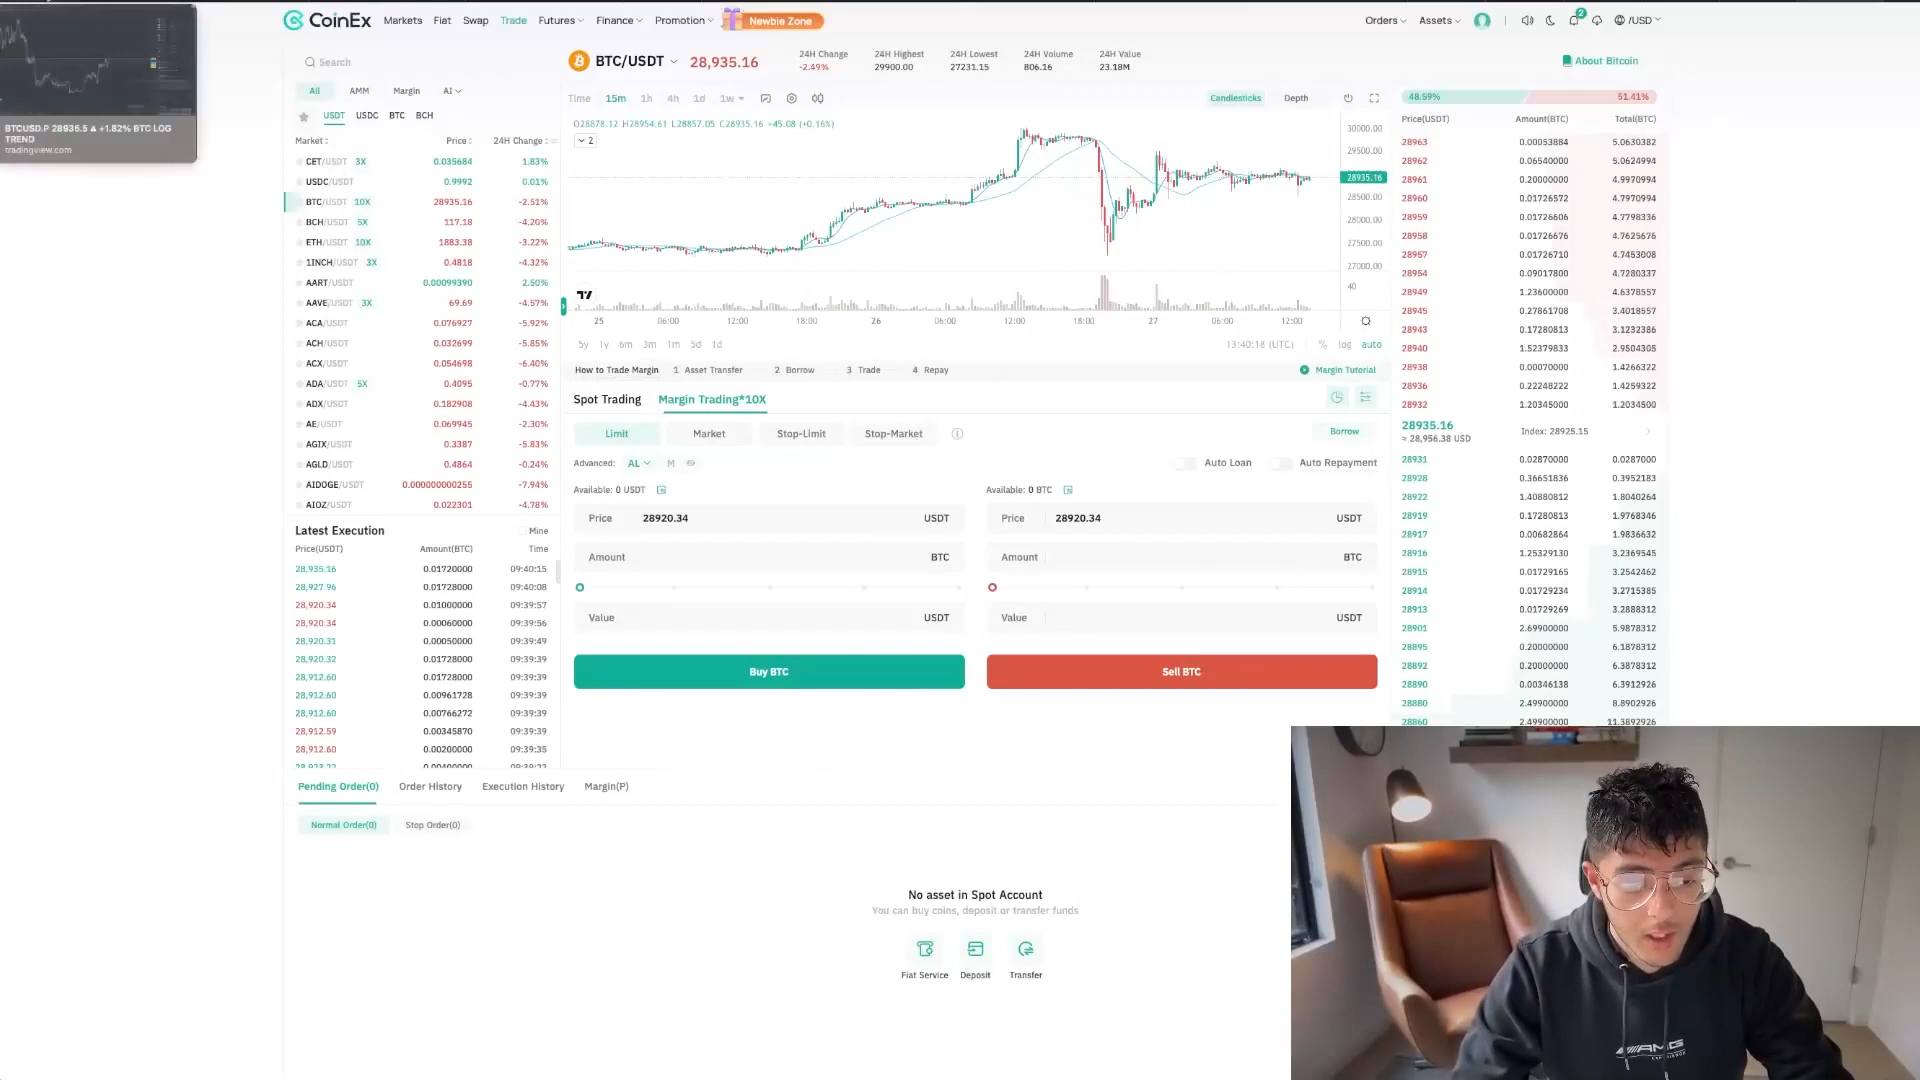 CoinEx Markets Fiat Swap Trade Futures Finance Promotion Newbie Zone Orders Assets 2 /USD
BTCUSD.P 28935.5 ▲ +1.82% BTC LOG
TREND
tradingview.com
Search
All AMM Margin AI
USDT USDC BTC BCH
Market Price 24H Change
CET/USDT 3X 0.035684 1.83%
USDC/USDT 0.9992 0.01%
BTC/USDT 10X 28935.16 -2.51%
BCH/USDT 5X 117.18 -4.20%
ETH/USDT 10X 1883.38 -3.22%
1INCH/USDT 3X 0.4818 -4.32%
AART/USDT 0.00099390 2.50%
AAVE/USDT 3X 69.69 -4.57%
ACA/USDT 0.076927 -5.92%
ACH/USDT 0.032699 -5.85%
ACX/USDT 0.054698 -6.40%
ADA/USDT 5X 0.4095 -0.77%
ADX/USDT 0.182908 -4.43%
AE/USDT 0.069945 -2.30%
AGIX/USDT 0.3387 -5.83%
AGLD/USDT 0.4864 -0.24%
AIDOGE/USDT 0.000000000255 -7.94%
AIOZ/USDT 0.022301 -4.78%
Latest Execution Mine
Price(USDT) Amount(BTC) Time
28,935.16 0.01720000 09:40:15
28,927.96 0.01728000 09:40:08
28,920.34 0.01000000 09:39:57
28,920.34 0.00060000 09:39:56
28,920.31 0.00050000 09:39:49
28,920.32 0.01728000 09:39:39
28,912.60 0.01728000 09:39:39
28,912.60 0.00961728 09:39:39
28,912.60 0.00766272 09:39:39
28,912.59 0.00345870 09:39:39
28,912.60 0.00200000 09:39:35
BTC/USDT 28,935.16
24H Change 24H Highest 24H Lowest 24H Volume 24H Value
-2.49% 29900.00 27231.15 806.16 23.18M
About Bitcoin
Time 15m 1h 4h 1d 1w Candlesticks Depth
O28878.12 H28954.61 L28857.05 C28935.16 -45.08 (+0.16%)
2
30000.00
29500.00
28935.16
28500.00
28000.00
27500.00
27000.00
40
25 06:00 12:00 18:00 26 06:00 12:00 18:00 27 06:00 12:00
5y 1y 6m 3m 1m 5d 1d 13:40:18 (UTC) % log auto
How to Trade Margin 1 Asset Transfer 2 Borrow 3 Trade 4 Repay Margin Tutorial
Spot Trading Margin Trading*10X
Limit Market Stop-Limit Stop-Market Borrow
Advanced: AL M Auto Loan Auto Repayment
Available: 0 USDT Available: 0 BTC
Price 28920.34 USDT Price 28920.34 USDT
Amount BTC Amount BTC
Value USDT Value USDT
Buy BTC Sell BTC
48.59% 51.41%
Price(USDT) Amount(BTC) Total(BTC)
28963 0.00053884 5.0630382
28962 0.06540000 5.0624994
28961 0.20000000 4.9970994
28960 0.01726572 4.7970994
28959 0.01726606 4.7798336
28958 0.01726676 4.7625676
28957 0.01726710 4.7453008
28954 0.09017800 4.7280337
28949 1.23600000 4.6378557
28945 0.27861708 3.4018557
28943 0.17280813 3.1232386
28940 1.52379833 2.9504305
28938 0.00070000 1.4266322
28936 0.22248222 1.4259322
28932 1.20345000 1.2034500
28935.16
≈ 28,956.38 USD Index: 28925.15
28931 0.02870000 0.0287000
28928 0.36651836 0.3952183
28922 1.40880812 1.8040264
28919 0.17280813 1.9768346
28917 0.00682864 1.9836632
28916 1.25329130 3.2369545
28915 0.01729165 3.2542462
28914 0.01729234 3.2715385
28913 0.01729269 3.2888312
28901 2.69900000 5.9878312
28895 0.20000000 6.1878312
28892 0.20000000 6.3878312
28890 0.00346138 6.3912926
28880 2.49900000 8.8902926
28860 2.49900000 11.3892926
Pending Order(0) Order History Execution History Margin(P)
Normal Order(0) Stop Order(0)
No asset in Spot Account
You can buy coins, deposit or transfer funds
Fiat Service Deposit Transfer
AMG